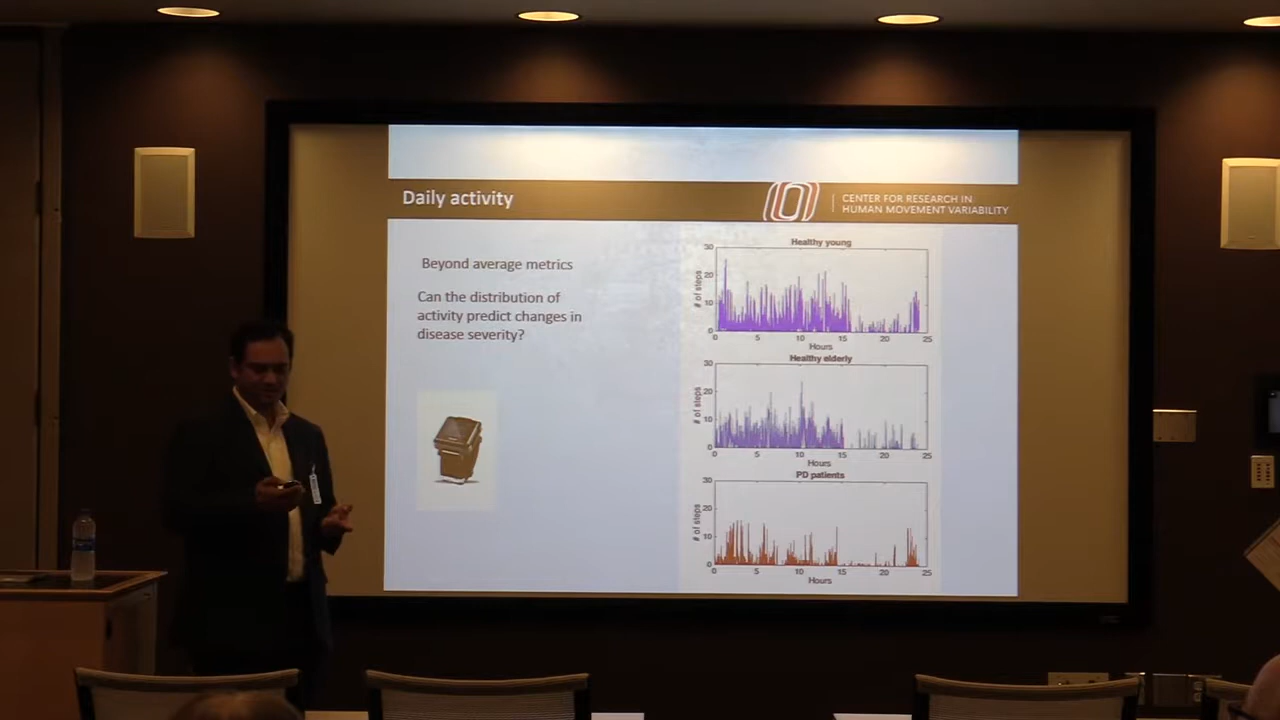 Daily activity
CENTER FOR RESEARCH IN
HUMAN MOVEMENT VARIABILITY
Beyond average metrics
Can the distribution of
activity predict changes in
disease severity?
Healthy young
# of steps
30
20
10
0
0 5 10 15 20 25
Hours
Healthy elderly
# of steps
30
20
10
0
0 5 10 15 20 25
Hours
PD patients
# of steps
30
20
10
0
0 5 10 15 20 25
Hours